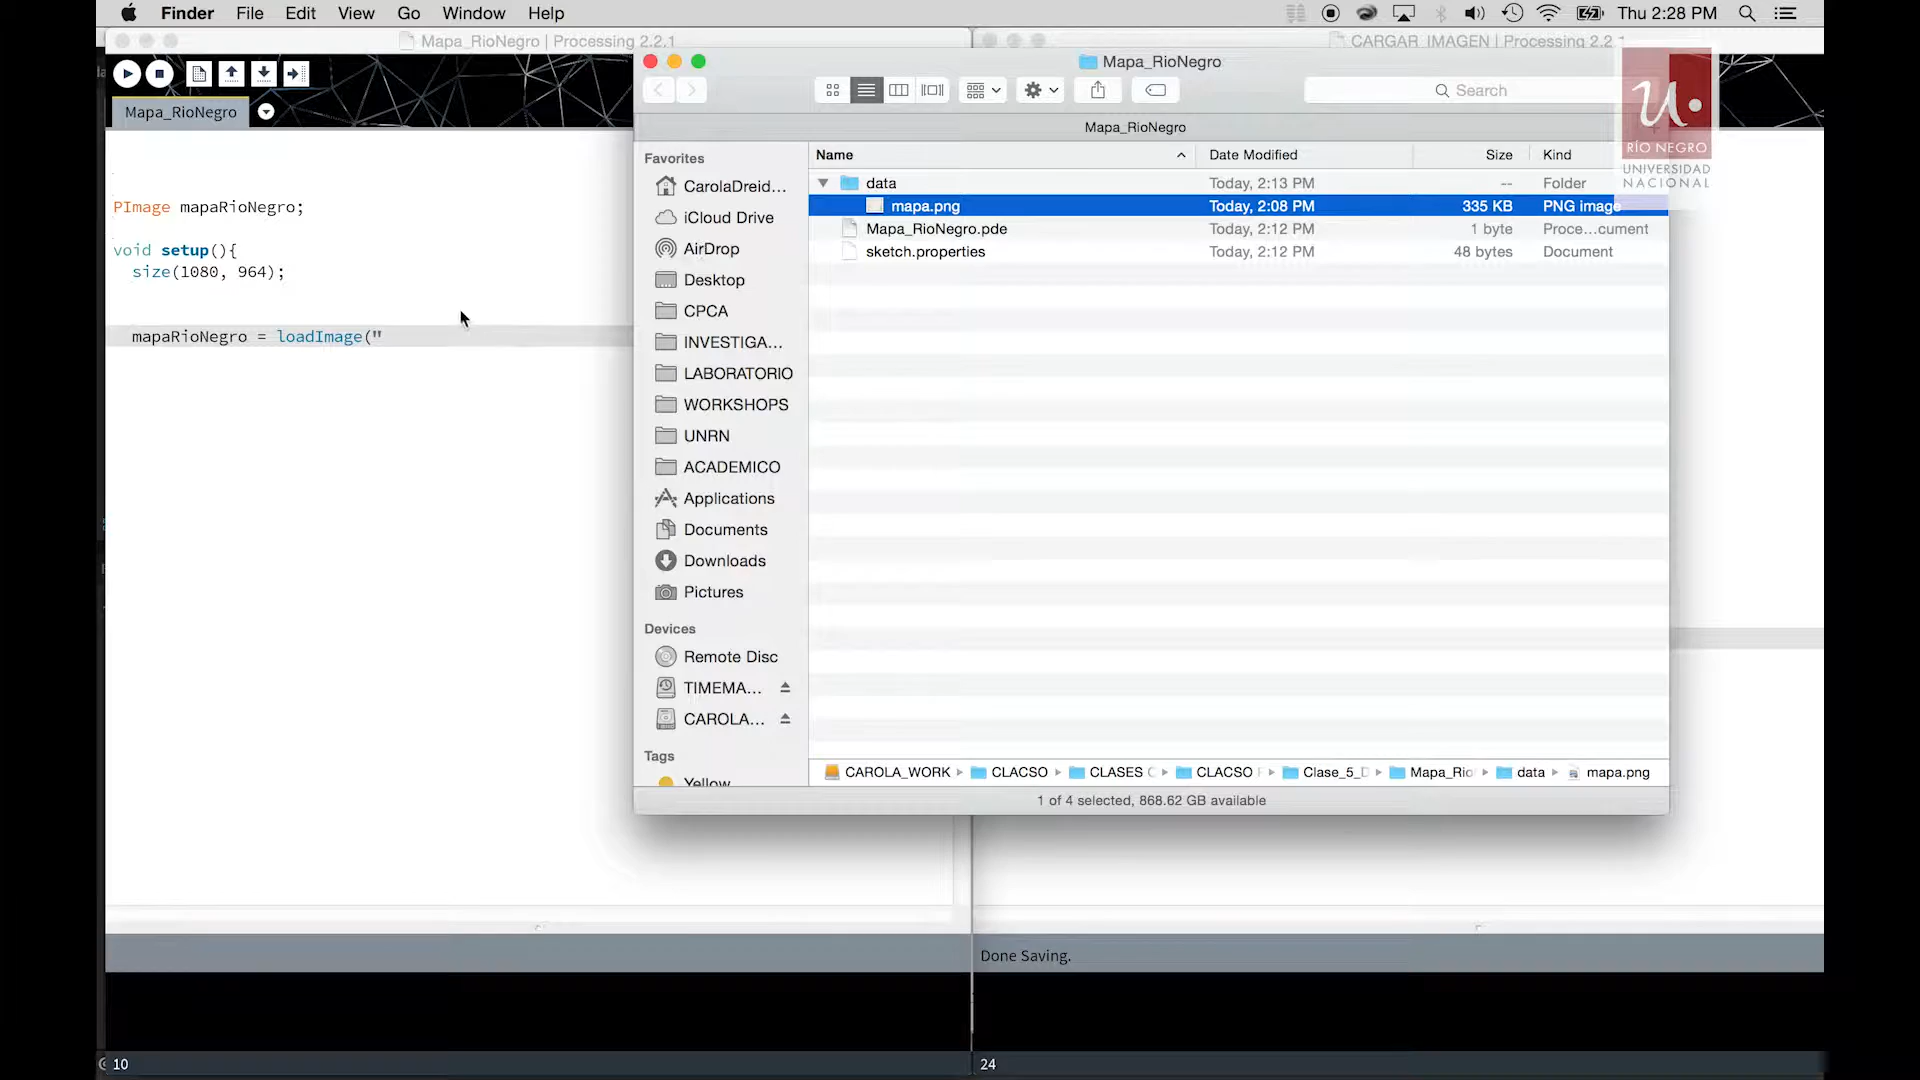 Finder File Edit View Go Window Help Thu 2:28 PM
Mapa_RioNegro | Processing 2.2.1
CARGAR_IMAGEN | Processing 2.2.1
Mapa_RioNegro
PImage mapaRioNegro;
void setup(){
size(1080, 964);
mapaRioNegro = loadImage("
10
Mapa_RioNegro
Search
Mapa_RioNegro
Favorites
CarolaDreid...
iCloud Drive
AirDrop
Desktop
CPCA
INVESTIGA...
LABORATORIO
WORKSHOPS
UNRN
ACADEMICO
Applications
Documents
Downloads
Pictures
Devices
Remote Disc
TIMEMA...
CAROLA...
Tags
Yellow
Name Date Modified Size Kind
data Today, 2:13 PM -- Folder
mapa.png Today, 2:08 PM 335 KB PNG image
Mapa_RioNegro.pde Today, 2:12 PM 1 byte Proce...cument
sketch.properties Today, 2:12 PM 48 bytes Document
CAROLA_WORK CLACSO CLASES CLACSO Clase_5_ Mapa_Rio data mapa.png
1 of 4 selected, 868.62 GB available
Done Saving.
24
u.
RÍO NEGRO
UNIVERSIDAD
NACIONAL